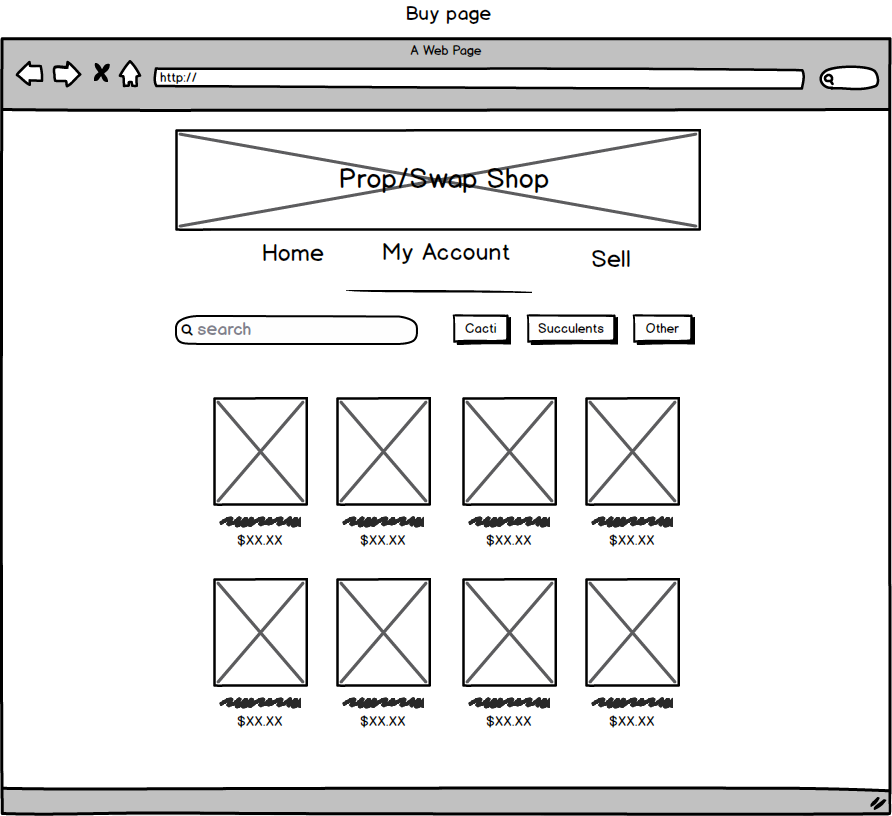 Buy page
A Web Page
http://
Prop/Swap Shop
Home My Account Sell
search Cacti Succulents Other
$XX.XX $XX.XX $XX.XX $XX.XX
$XX.XX $XX.XX $XX.XX $XX.XX